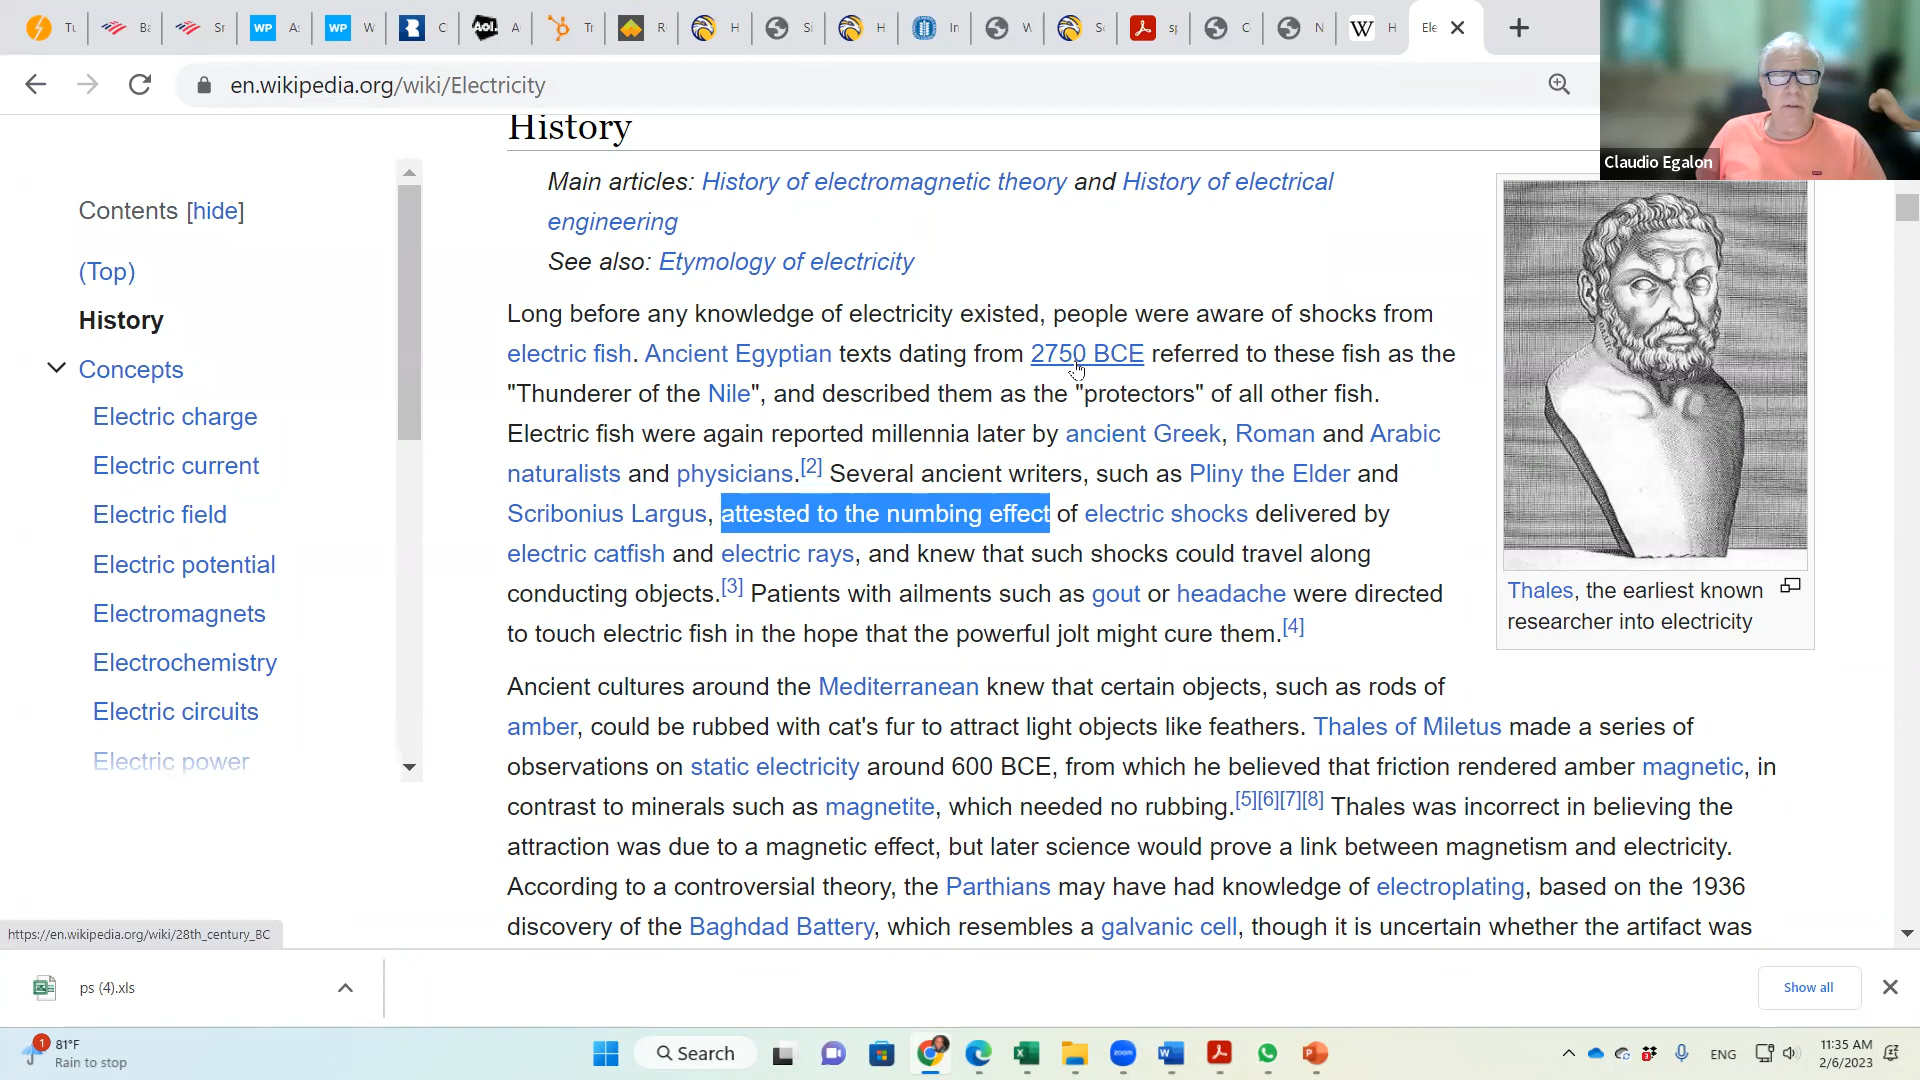 Tu
Ba
Sr
WP
A:
WP
W
C
Aol.
A
Tr
R
H
Si
H
In
W
Sc
s|
C
N
W
H
Ele
en.wikipedia.org/wiki/Electricity
Claudio Egalon
Contents [hide]
(Top)
History
Concepts
Electric charge
Electric current
Electric field
Electric potential
Electromagnets
Electrochemistry
Electric circuits
Electric power
History
Main articles: History of electromagnetic theory and History of electrical
engineering
See also: Etymology of electricity
Long before any knowledge of electricity existed, people were aware of shocks from
electric fish. Ancient Egyptian texts dating from 2750 BCE referred to these fish as the
"Thunderer of the Nile", and described them as the "protectors" of all other fish.
Electric fish were again reported millennia later by ancient Greek, Roman and Arabic
naturalists and physicians.[2] Several ancient writers, such as Pliny the Elder and
Scribonius Largus, attested to the numbing effect of electric shocks delivered by
electric catfish and electric rays, and knew that such shocks could travel along
conducting objects.[3] Patients with ailments such as gout or headache were directed
to touch electric fish in the hope that the powerful jolt might cure them.[4]
Thales, the earliest known
researcher into electricity
Ancient cultures around the Mediterranean knew that certain objects, such as rods of
amber, could be rubbed with cat's fur to attract light objects like feathers. Thales of Miletus made a series of
observations on static electricity around 600 BCE, from which he believed that friction rendered amber magnetic, in
contrast to minerals such as magnetite, which needed no rubbing.[5][6][7][8] Thales was incorrect in believing the
attraction was due to a magnetic effect, but later science would prove a link between magnetism and electricity.
According to a controversial theory, the Parthians may have had knowledge of electroplating, based on the 1936
discovery of the Baghdad Battery, which resembles a galvanic cell, though it is uncertain whether the artifact was
https://en.wikipedia.org/wiki/28th_century_BC
ps (4).xls
Show all
1
81°F
Rain to stop
Search
zoom
ENG
11:35 AM
2/6/2023